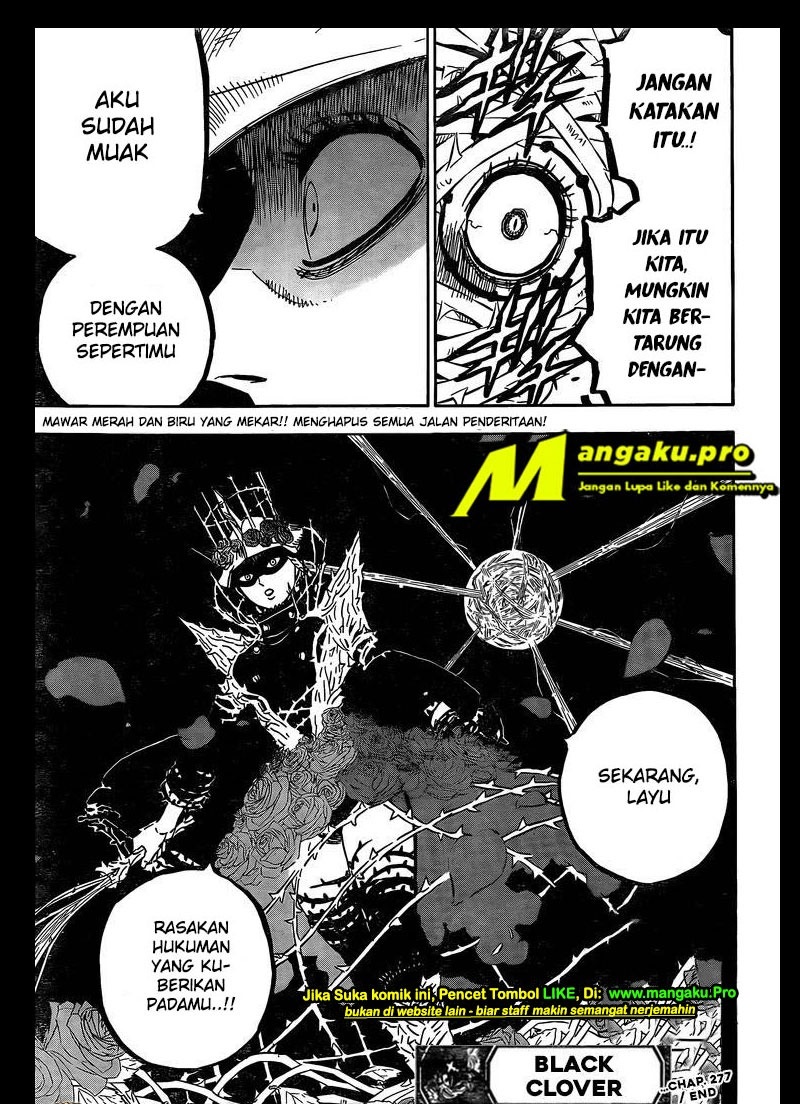 JANGAN
KATAKAN
ITU..!
JIKA ITU
KITA,
MUNGKIN
KITA BER-
TARUNG
DENGAN-
AKU
SUDAH
MUAK
DENGAN
PEREMPUAN
SEPERTIMU
MAWAR MERAH DAN BIRU YANG MEKAR!! MENGHAPUS SEMUA JALAN PENDERITAAN!
Mangaku.pro
Jangan Lupa Like dan Komennya
SEKARANG,
LAYU
RASAKAN
HUKUMAN
YANG KU-
BERIKAN
PADAMU..!!
Jika Suka komik ini, Pencet Tombol LIKE, Di: www.mangaku.Pro
bukan di website lain - biar staff makin semangat nerjemahin
BLACK
CLOVER
...CHAP. 277
/ END